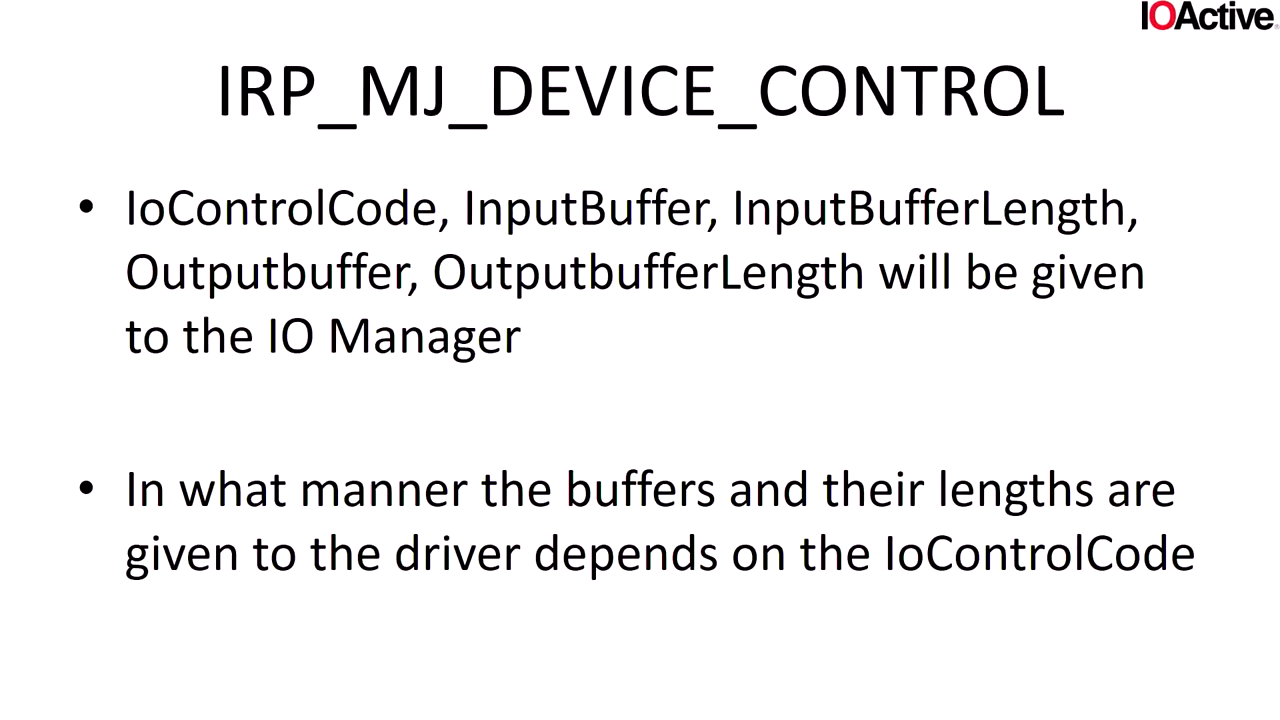 IOActive
IRP_MJ_DEVICE_CONTROL
• IoControlCode, InputBuffer, InputBufferLength,
Outputbuffer, OutputbufferLength will be given
to the IO Manager
• In what manner the buffers and their lengths are
given to the driver depends on the IoControlCode